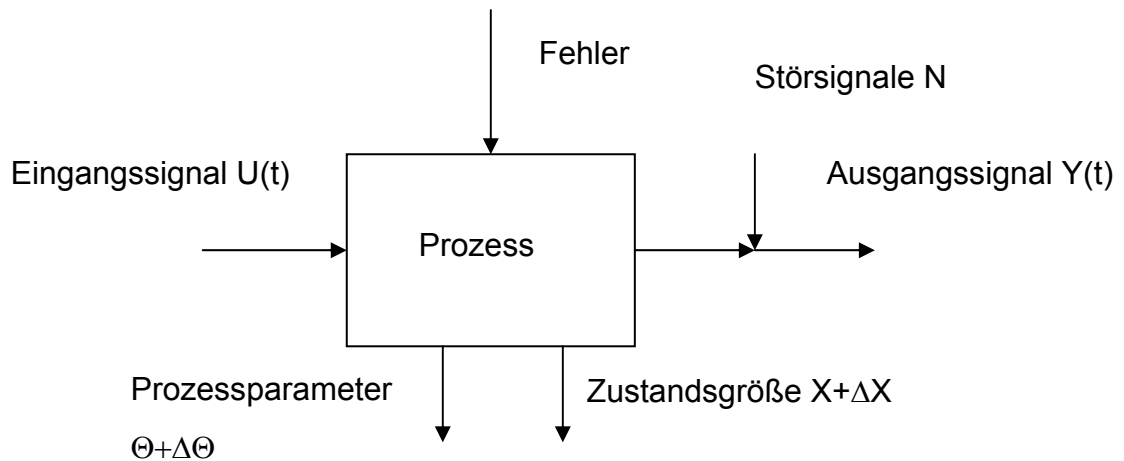 Fehler
Störsignale N
Eingangssignal U(t)
Ausgangssignal Y(t)
Prozess
Prozessparameter
Θ+ΔΘ
Zustandsgröße X+ΔX